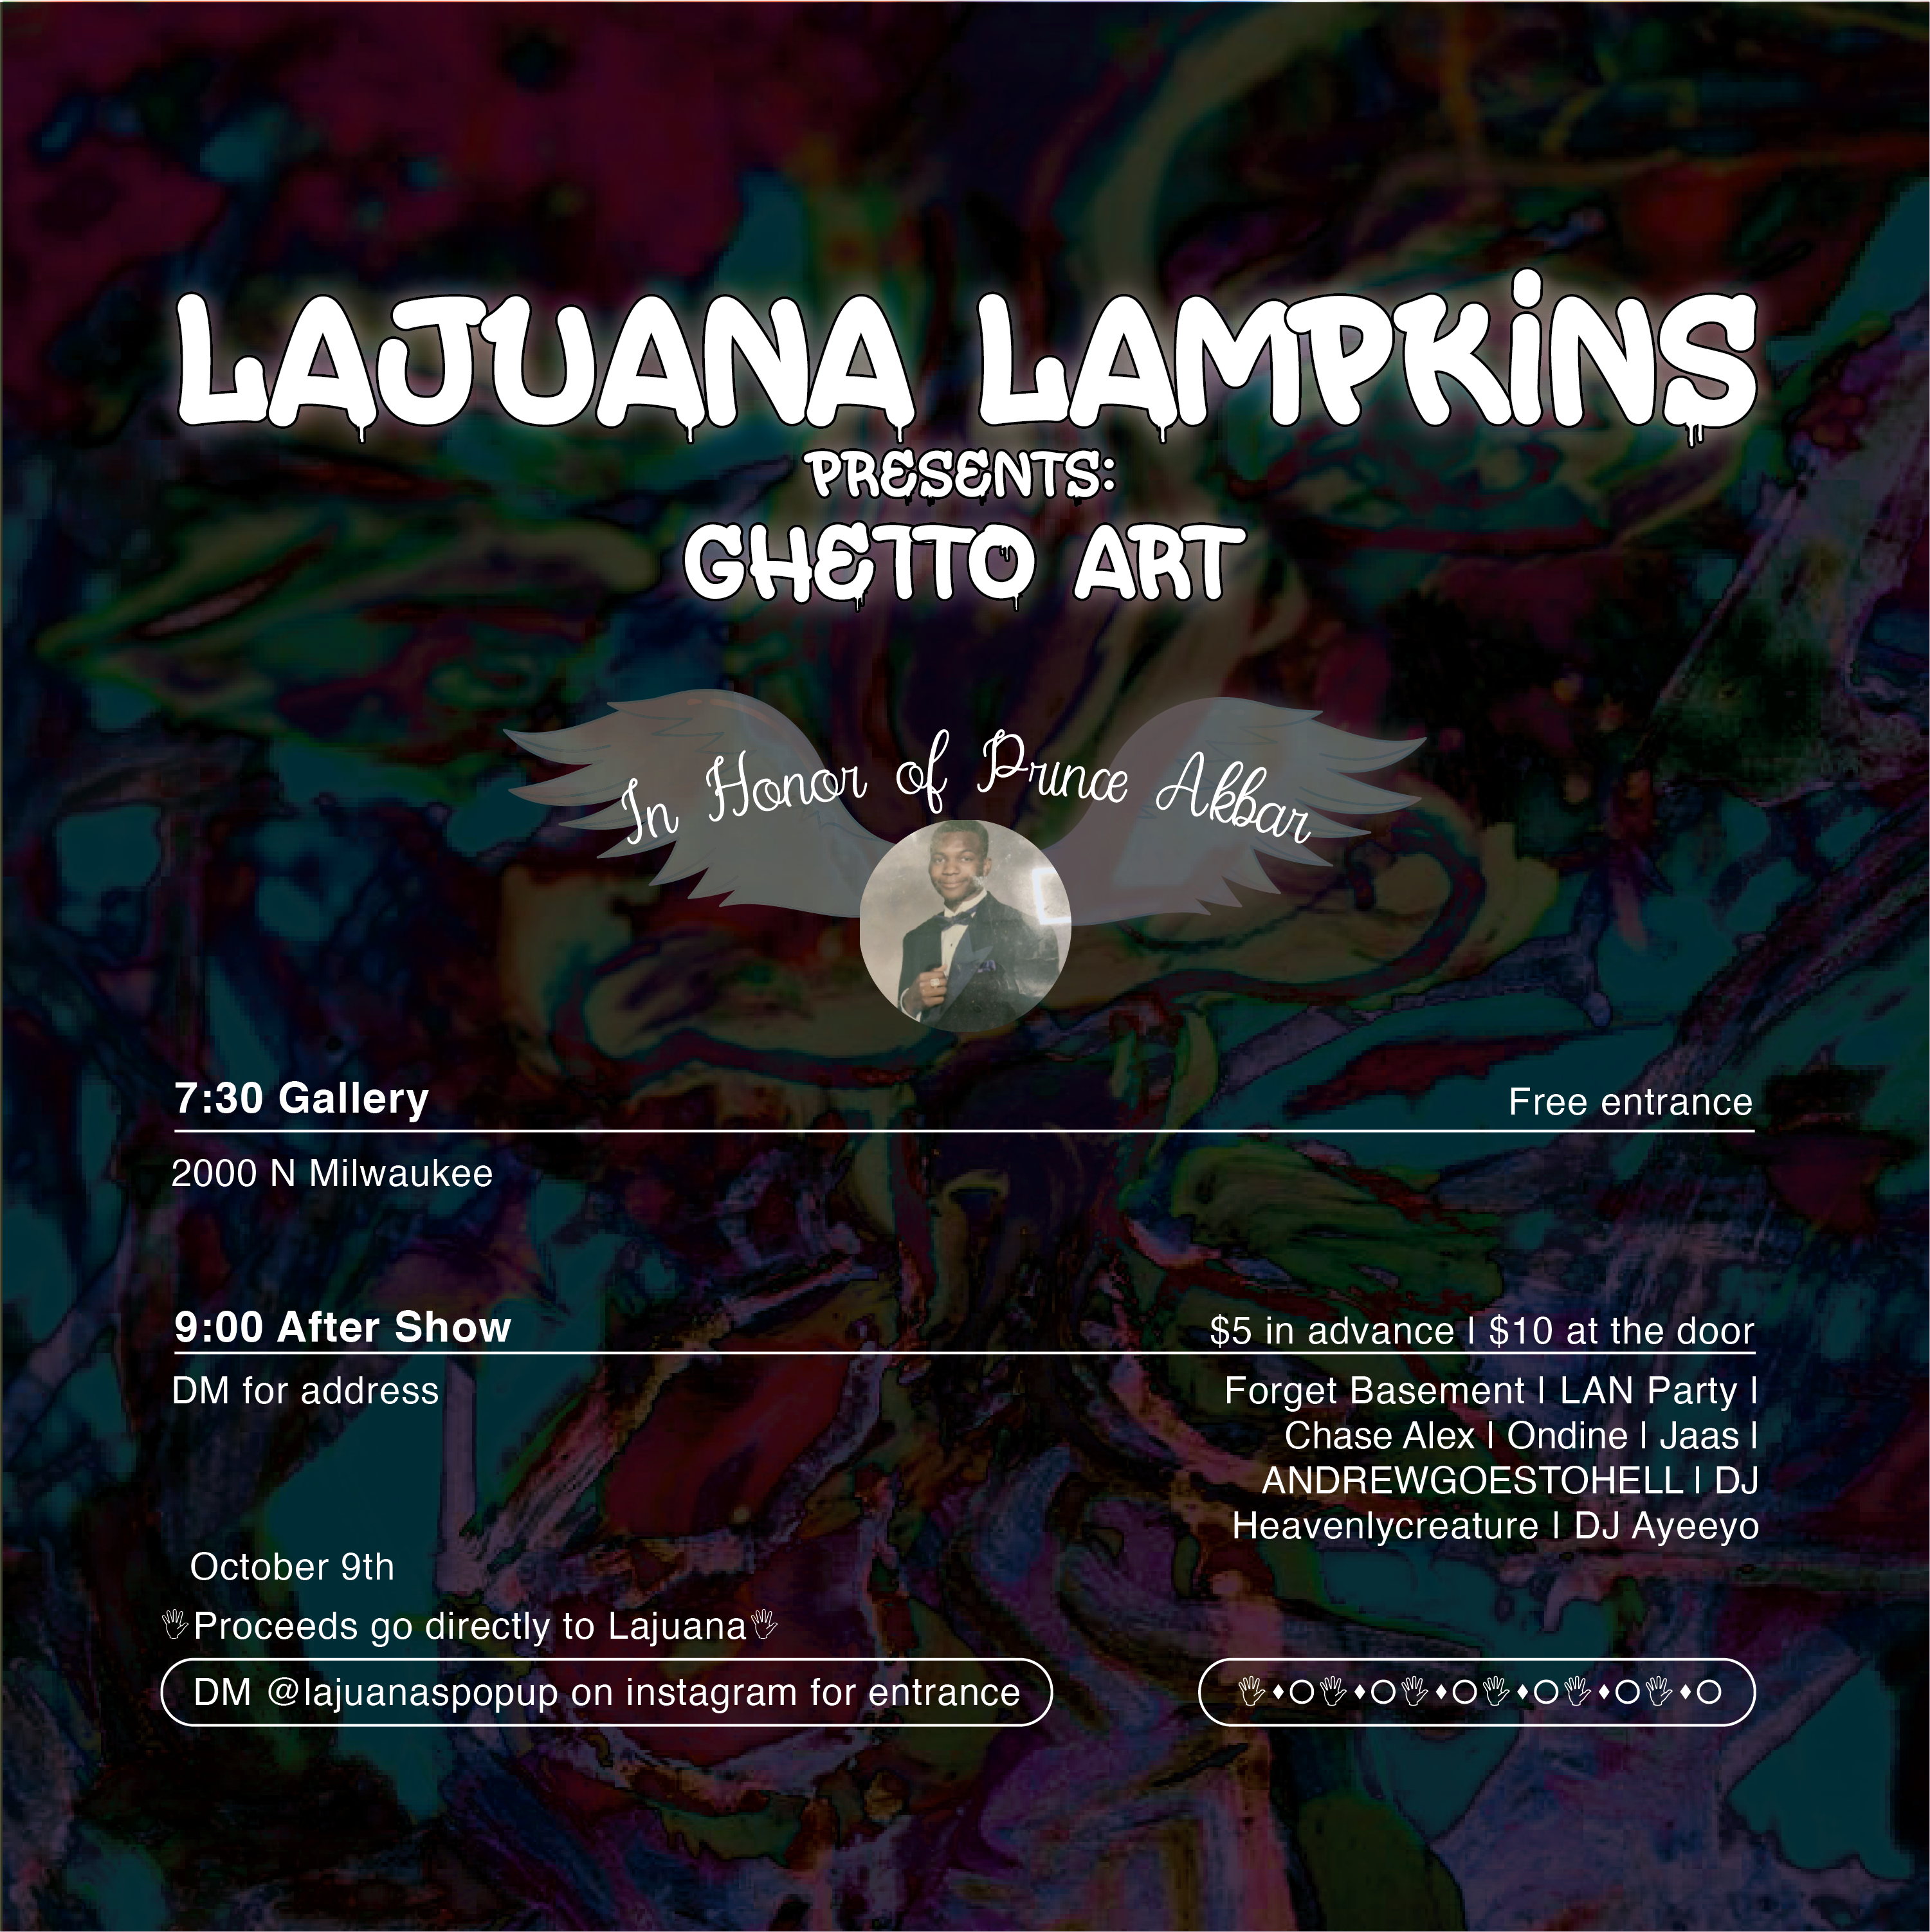 LAJUANA LAMPKiNS
PRESENTS:
GHETTO ART
In Honor of Prince Akbar
7:30 Gallery
Free entrance
2000 N Milwaukee
9:00 After Show
$5 in advance | $10 at the door
DM for address
Forget Basement | LAN Party |
Chase Alex | Ondine | Jaas |
ANDREWGOESTOHELL | DJ
Heavenlycreature | DJ Ayeeyo
October 9th
🖑Proceeds go directly to Lajuana🖑
DM @lajuanaspopup on instagram for entrance